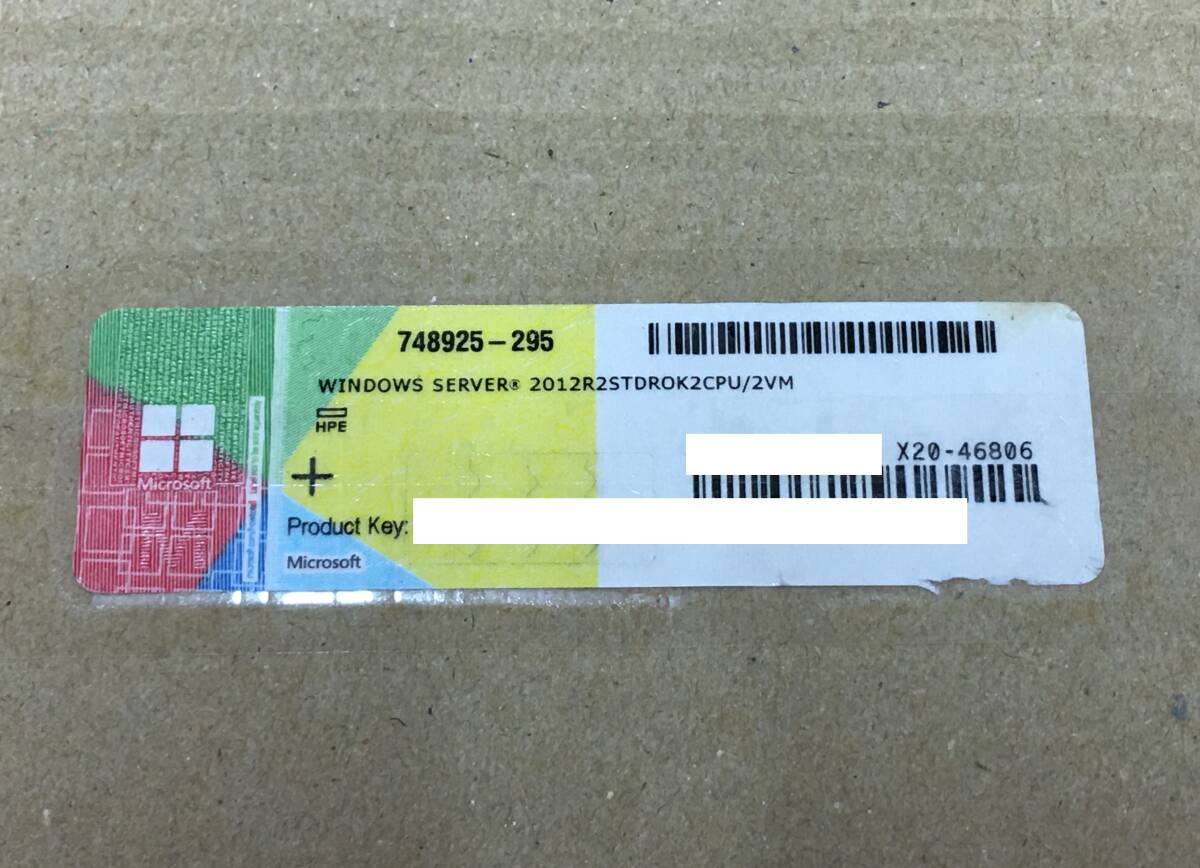 748925-295
WINDOWS SERVER® 2012R2STDROK2CPU/2VM
HPE
X20-46806
Microsoft
Product Key:
Microsoft